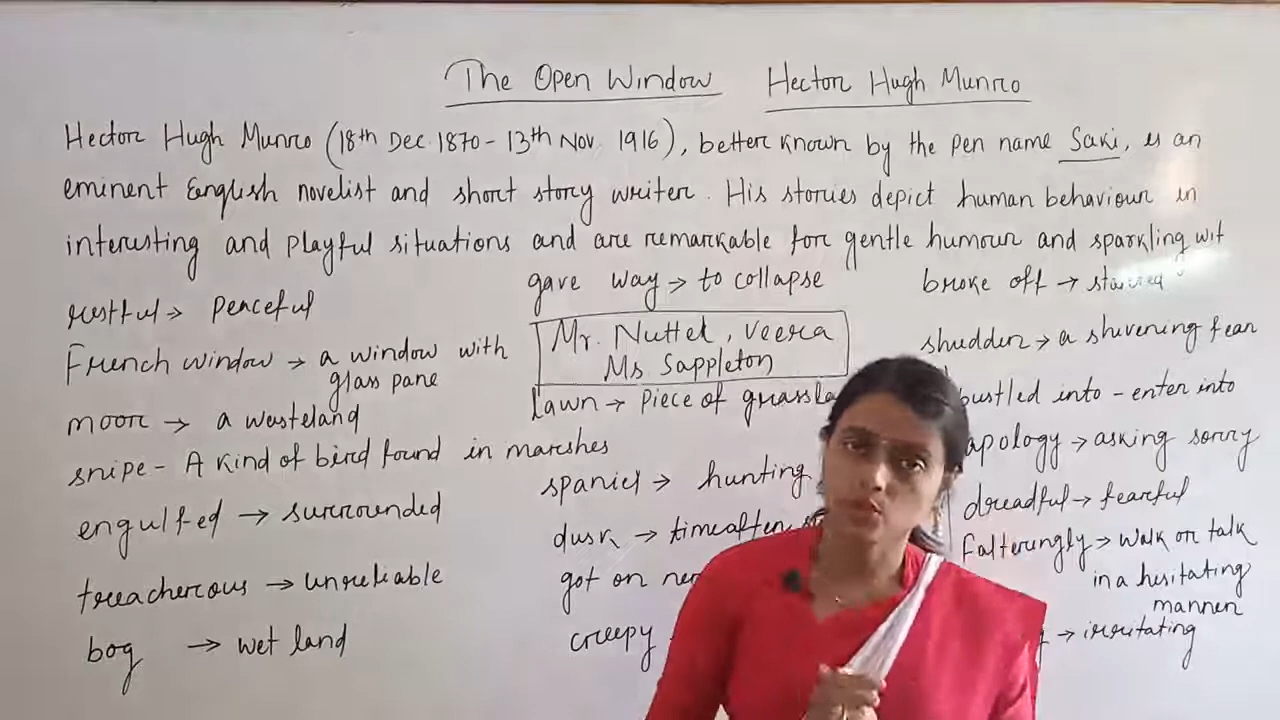 The Open Window Hector Hugh Munro
Hector Hugh Munro (18th Dec. 1870 - 13th Nov. 1916), better known by the pen name Saki, is an
eminent English novelist and short story writer. His stories depict human behaviour in
interesting and playful situations and are remarkable for gentle humour and sparkling wit
restful → peaceful
French window → a window with
glass pane
moor → a wasteland
snipe - A kind of bird found in marshes
engulfed → surrounded
treacherous → unreliable
bog → wet land
gave way → to collapse
Mr. Nuttel, Veera
Ms Sappleton
Lawn → piece of
spaniel → hunting
dusk → time after
got on
creepy
broke off →
shudder → a shivering fear
bustled into - enter into
apology → asking sorry
dreadful → fearful
Falteringly → walk or talk
in a hesitating
manner
→ irritating